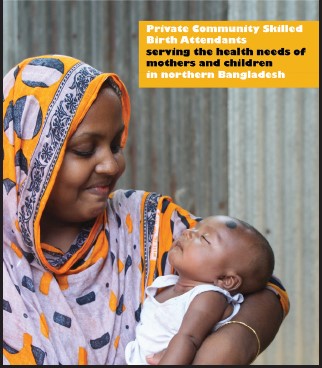 Private Community Skilled
Birth Attendants
serving the health needs of
mothers and children
in northern Bangladesh